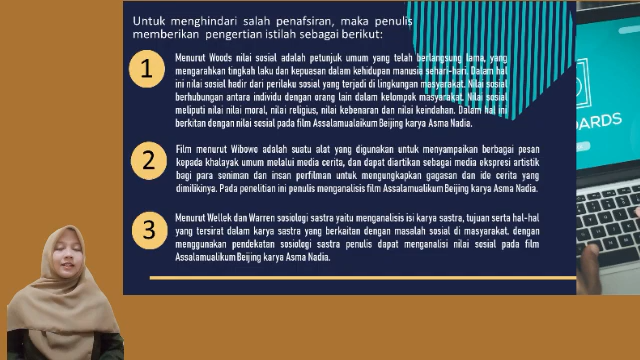 Untuk menghindari salah penafsiran, maka penulis
memberikan pengertian istilah sebagai berikut:
1
Menurut Woods nilai sosial adalah petunjuk umum yang telah berlangsung lama, yang
mengarahkan tingkah laku dan kepuasan dalam kehidupan manusia sehari-hari. Dalam hal
ini nilai sosial hadir dari perilaku sosial yang terjadi di lingkungan masyarakat. Nilai sosial
berhubungan antara individu dengan orang lain dalam kelompok masyarakat. Nilai sosial
meliputi nilai nilai moral, nilai religius, nilai kebenaran dan nilai keindahan. Dalam hal ini
berkitan dengan nilai sosial pada film Assalamualaikum Beijing karya Asma Nadia.
2
Film menurut Wibowo adalah suatu alat yang digunakan untuk menyampaikan berbagai pesan
kepada khalayak umum melalui media cerita, dan dapat diartikan sebagai media ekspresi artistik
bagi para seniman dan insan perfilman untuk mengungkapkan gagasan dan ide cerita yang
dimilikinya. Pada penelitian ini penulis menganalisis film Assalamualikum Beijing karya Asma Nadia.
3
Menurut Wellek dan Warren sosiologi sastra yaitu menganalisis isi karya sastra, tujuan serta hal-hal
yang tersirat dalam karya sastra yang berkaitan dengan masalah sosial di masyarakat. dengan
menggunakan pendekatan sosiologi sastra penulis dapat menganalisi nilai sosial pada film
Assalamualikum Beijing karya Asma Nadia.